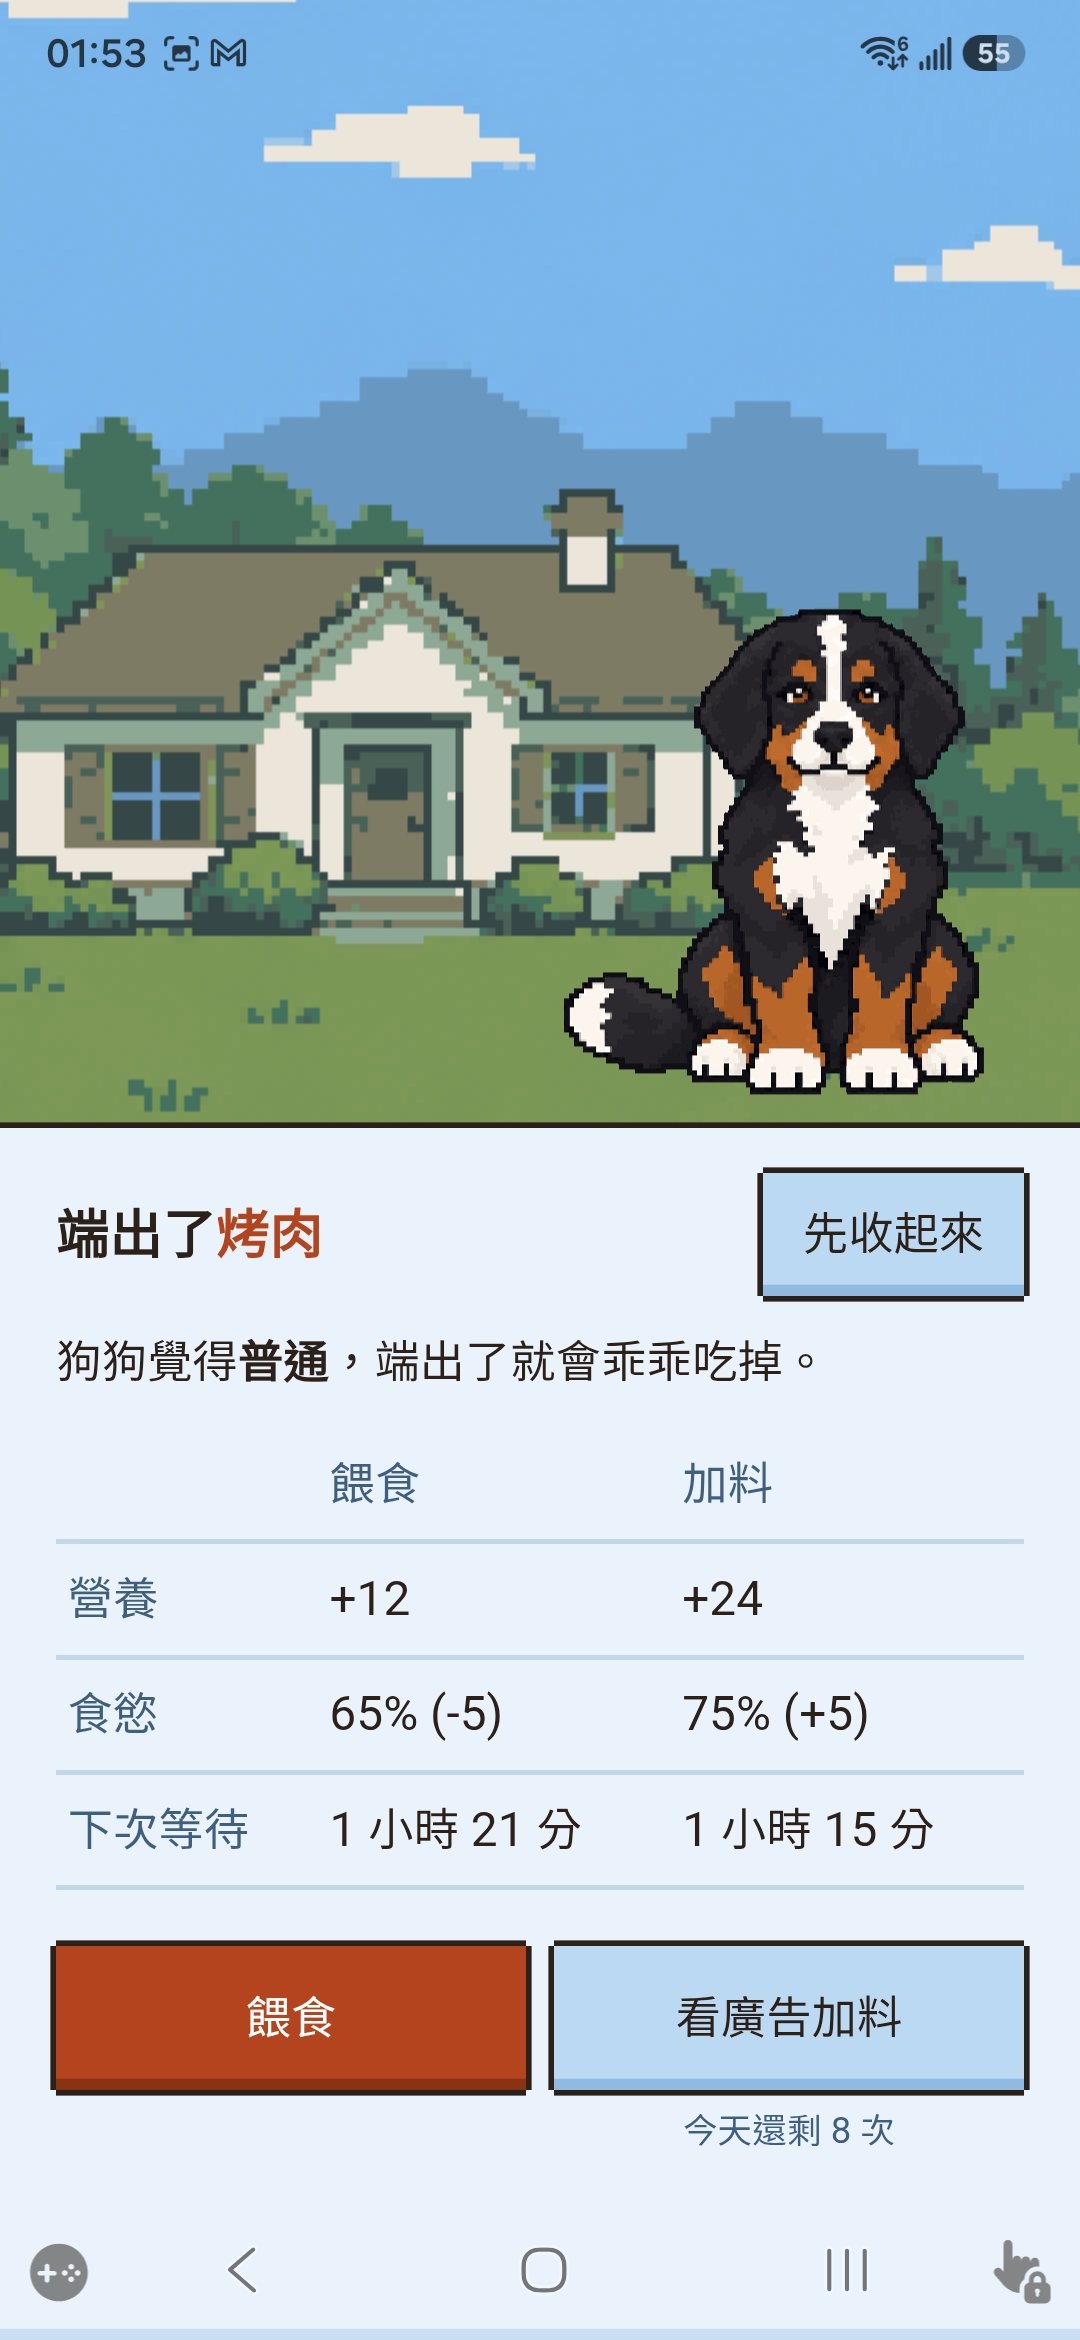 01:53
6
55
端出了烤肉
先收起來
狗狗覺得普通，端出了就會乖乖吃掉。
餵食 加料
營養 +12 +24
食慾 65% (-5) 75% (+5)
下次等待 1 小時 21 分 1 小時 15 分
餵食
看廣告加料
今天還剩 8 次